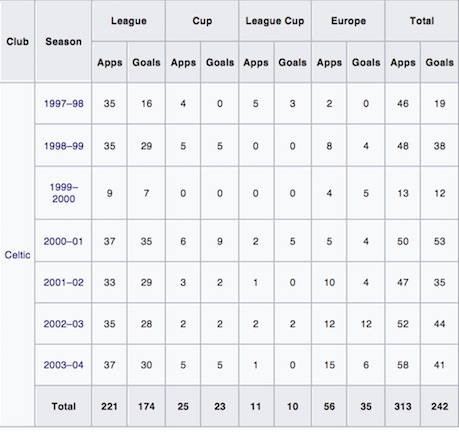 Club Season League Cup League Cup Europe Total
Apps Goals Apps Goals Apps Goals Apps Goals Apps Goals
Celtic
1997–98 35 16 4 0 5 3 2 0 46 19
1998–99 35 29 5 5 0 0 8 4 48 38
1999–
2000 9 7 0 0 0 0 4 5 13 12
2000–01 37 35 6 9 2 5 5 4 50 53
2001–02 33 29 3 2 1 0 10 4 47 35
2002–03 35 28 2 2 2 2 12 12 52 44
2003–04 37 30 5 5 1 0 15 6 58 41
Total 221 174 25 23 11 10 56 35 313 242